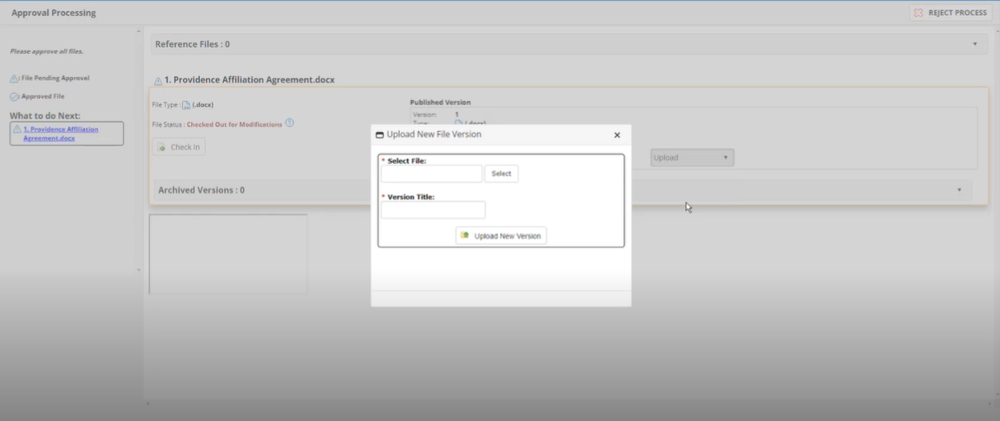 Approval Processing
REJECT PROCESS
Please approve all files.
: File Pending Approval
: Approved File
What to do Next:
1. Providence Affiliation
Agreement.docx
Reference Files : 0
1. Providence Affiliation Agreement.docx
File Type : (.docx)
File Status : Checked Out for Modifications
Check in
Published Version
Version: 1
Type: (.docx)
Upload
Archived Versions : 0
Upload New File Version
* Select File:
Select
* Version Title:
Upload New Version